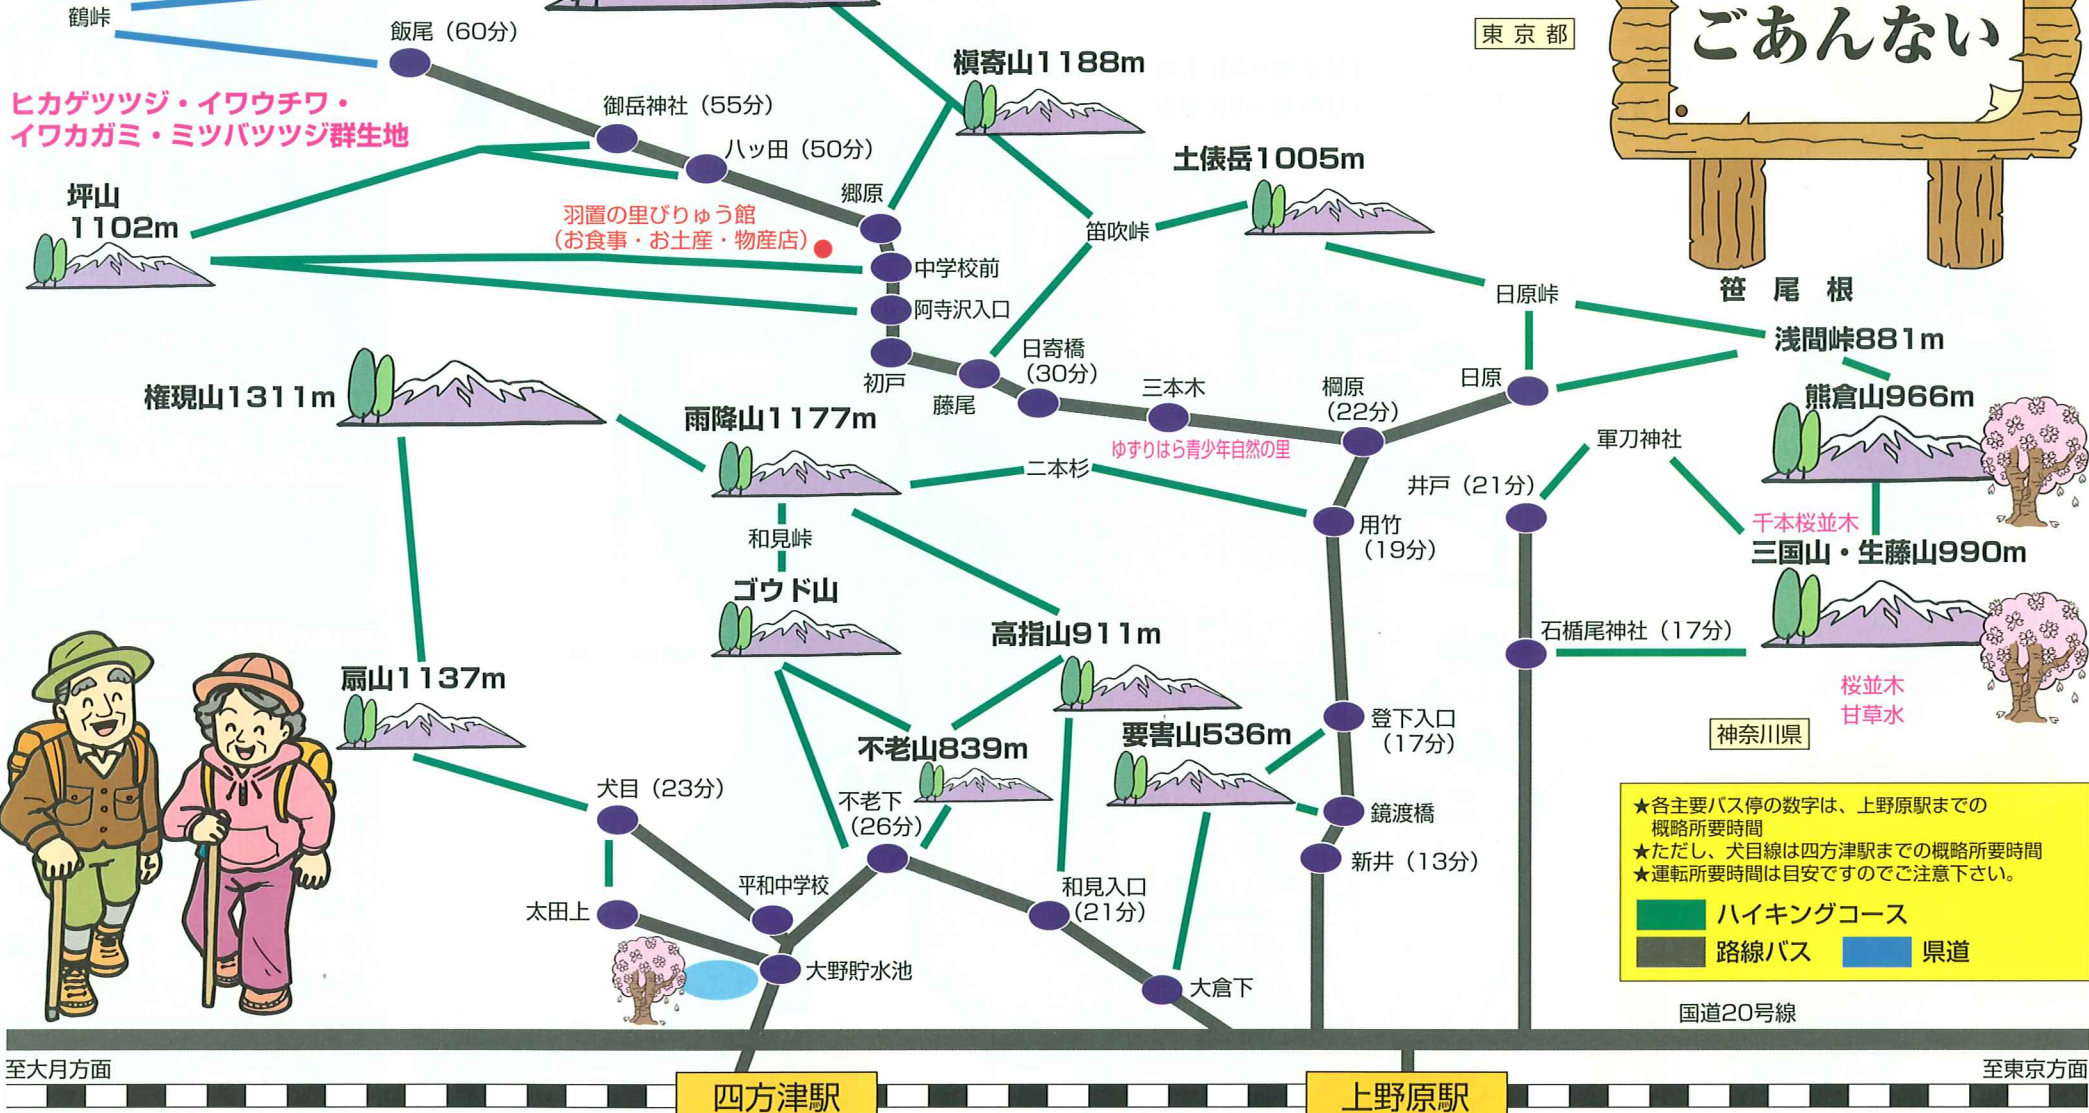 鶴峠
飯尾（60分）
東京都
ごあんない
槇寄山1188m
ヒカゲツツジ・イワウチワ・
イワカガミ・ミツバツツジ群生地
御岳神社（55分）
八ッ田（50分）
土俵岳1005m
坪山
1102m
郷原
羽置の里びりゅう館
（お食事・お土産・物産店）
笛吹峠
中学校前
阿寺沢入口
日原峠
笹尾根
浅間峠881m
初戸
藤尾
日寄橋
（30分）
三本木
棡原
（22分）
日原
権現山1311m
雨降山1177m
熊倉山966m
ゆずりはら青少年自然の里
軍刀神社
二本杉
井戸（21分）
用竹
（19分）
千本桜並木
三国山・生藤山990m
和見峠
ゴウド山
高指山911m
石楯尾神社（17分）
扇山1137m
桜並木
甘草水
神奈川県
不老山839m
要害山536m
登下入口
（17分）
犬目（23分）
不老下
（26分）
鏡渡橋
新井（13分）
平和中学校
和見入口
（21分）
太田上
大野貯水池
大倉下
★各主要バス停の数字は、上野原駅までの
概略所要時間
★ただし、犬目線は四方津駅までの概略所要時間
★運転所要時間は目安ですのでご注意下さい。
ハイキングコース
路線バス
県道
国道20号線
至大月方面
至東京方面
四方津駅
上野原駅